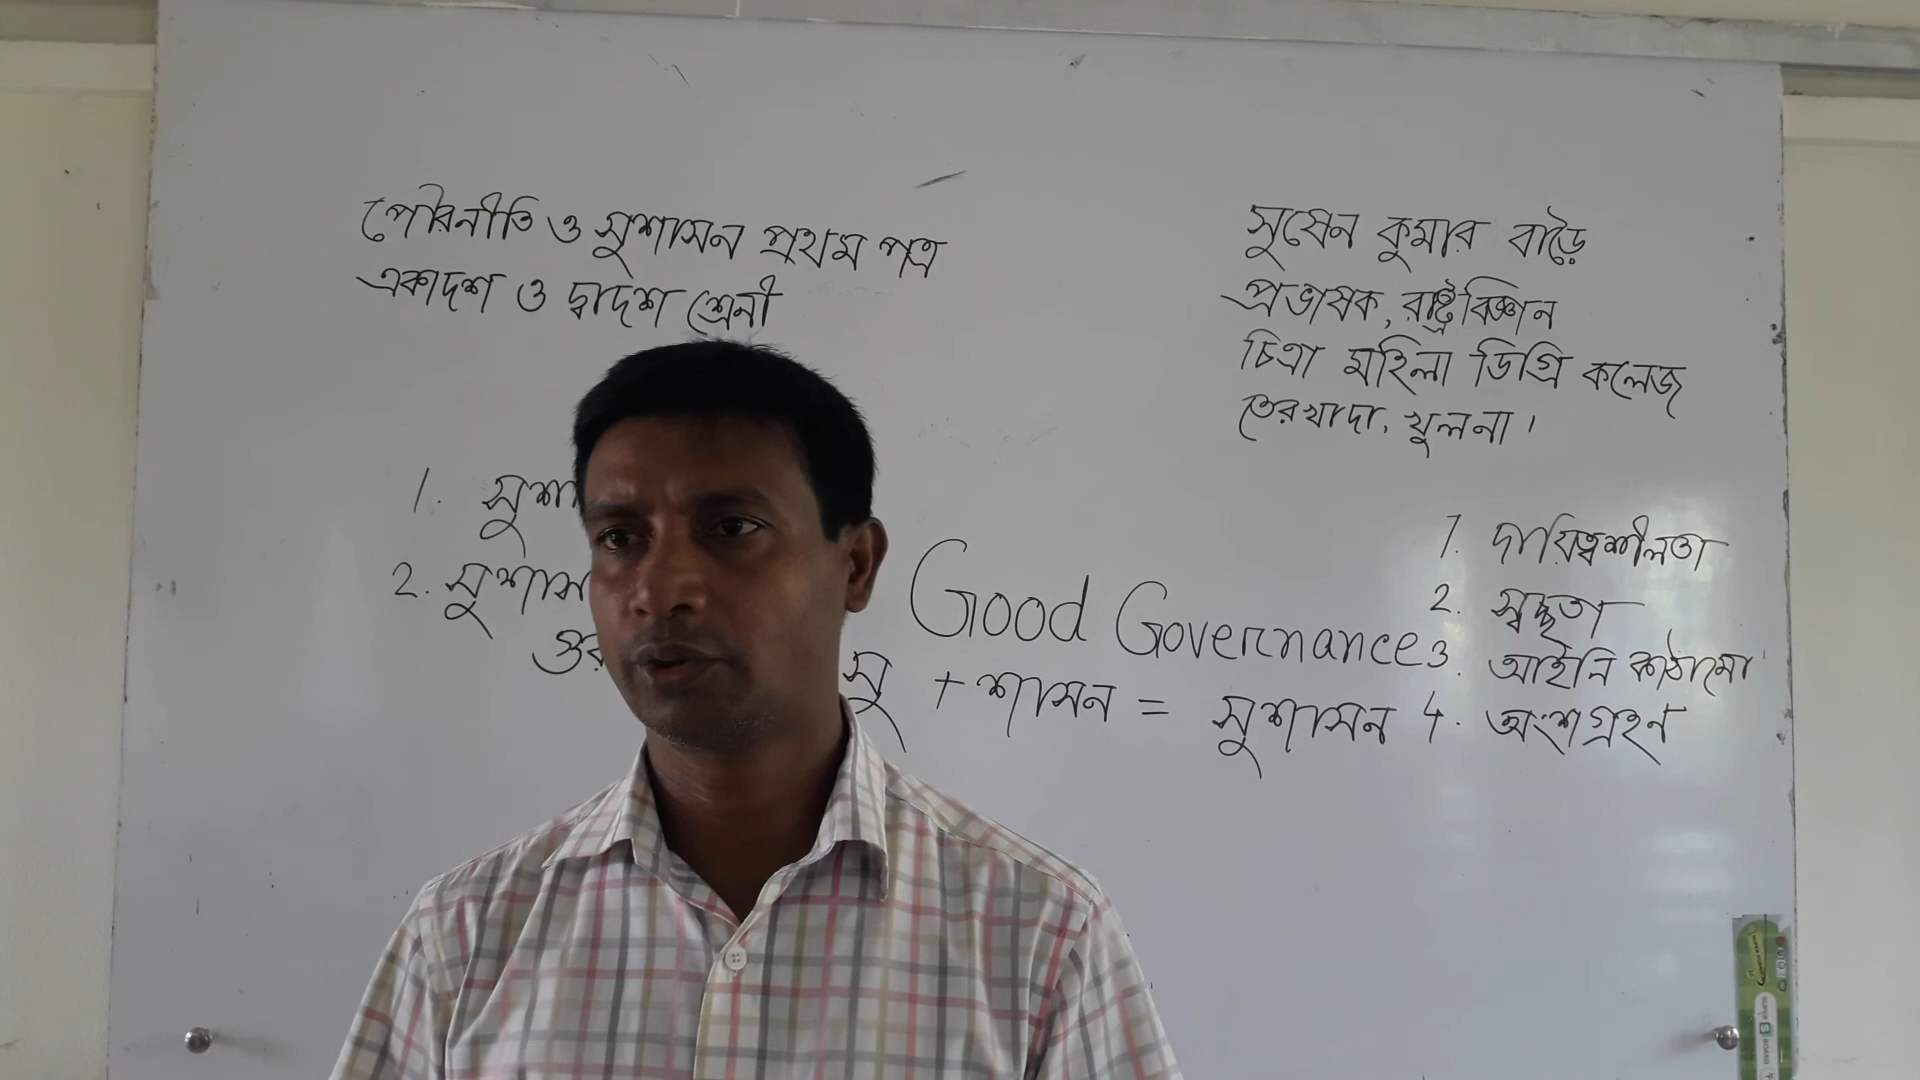 পৌরনীতি ও সুশাসন প্রথম পত্র
একাদশ ও দ্বাদশ শ্রেনী
সুষেন কুমার বাড়ৈ
প্রভাষক, রাষ্ট্রবিজ্ঞান
চিত্রা মহিলা ডিগ্রি কলেজ
তেরখাদা, খুলনা।
1. সুশা
2. সুশাস
গুর
Good Governance
সু + শাসন = সুশাসন
1. দায়িত্বশীলতা
2. স্বচ্ছতা
3. আইনি কাঠামো
4. অংশগ্রহণ